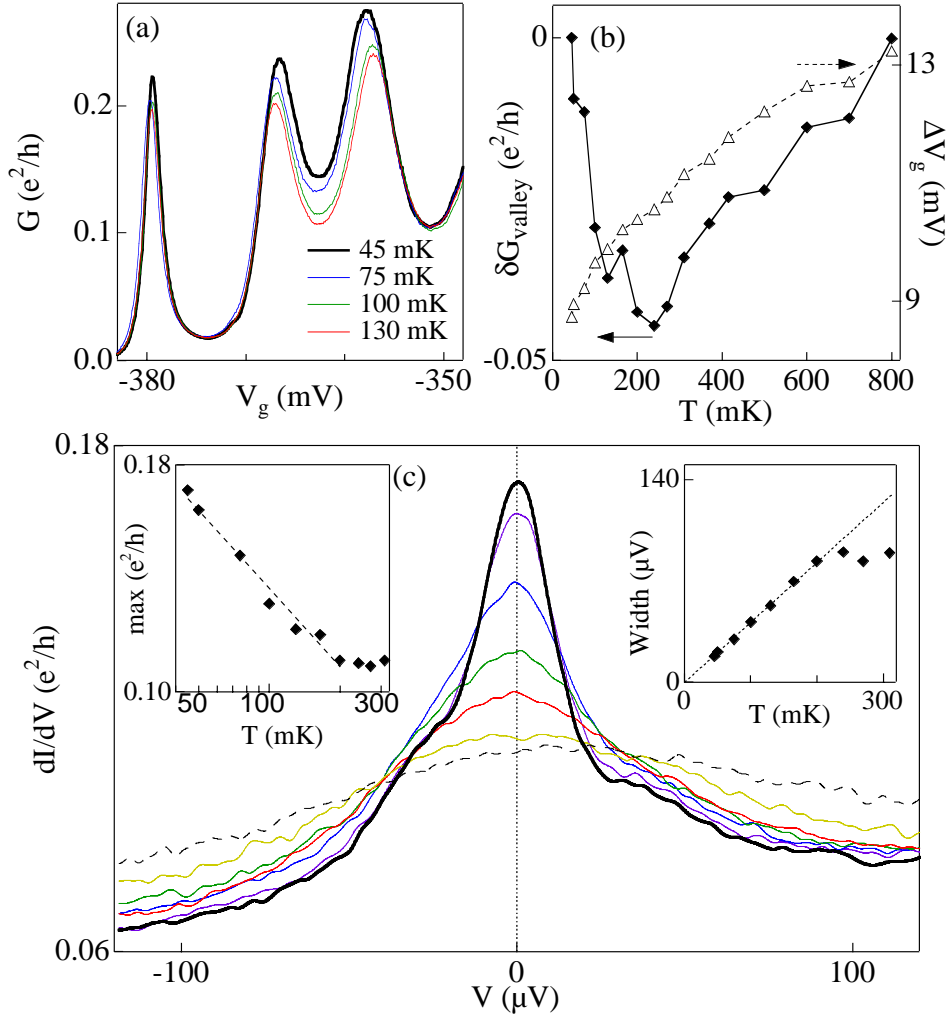 (a)
G (e²/h)
0.2
0.1
0.0
45 mK
75 mK
100 mK
130 mK
-380
-350
V_g (mV)
(b)
0
-0.05
δG_valley (e²/h)
0
200
400
600
800
T (mK)
13
9
ΔV_g (mV)
(c)
0.18
0.06
dI/dV (e²/h)
-100
0
100
V (μV)
0.18
0.10
max (e²/h)
50
100
300
T (mK)
140
0
Width (μV)
0
300
T (mK)